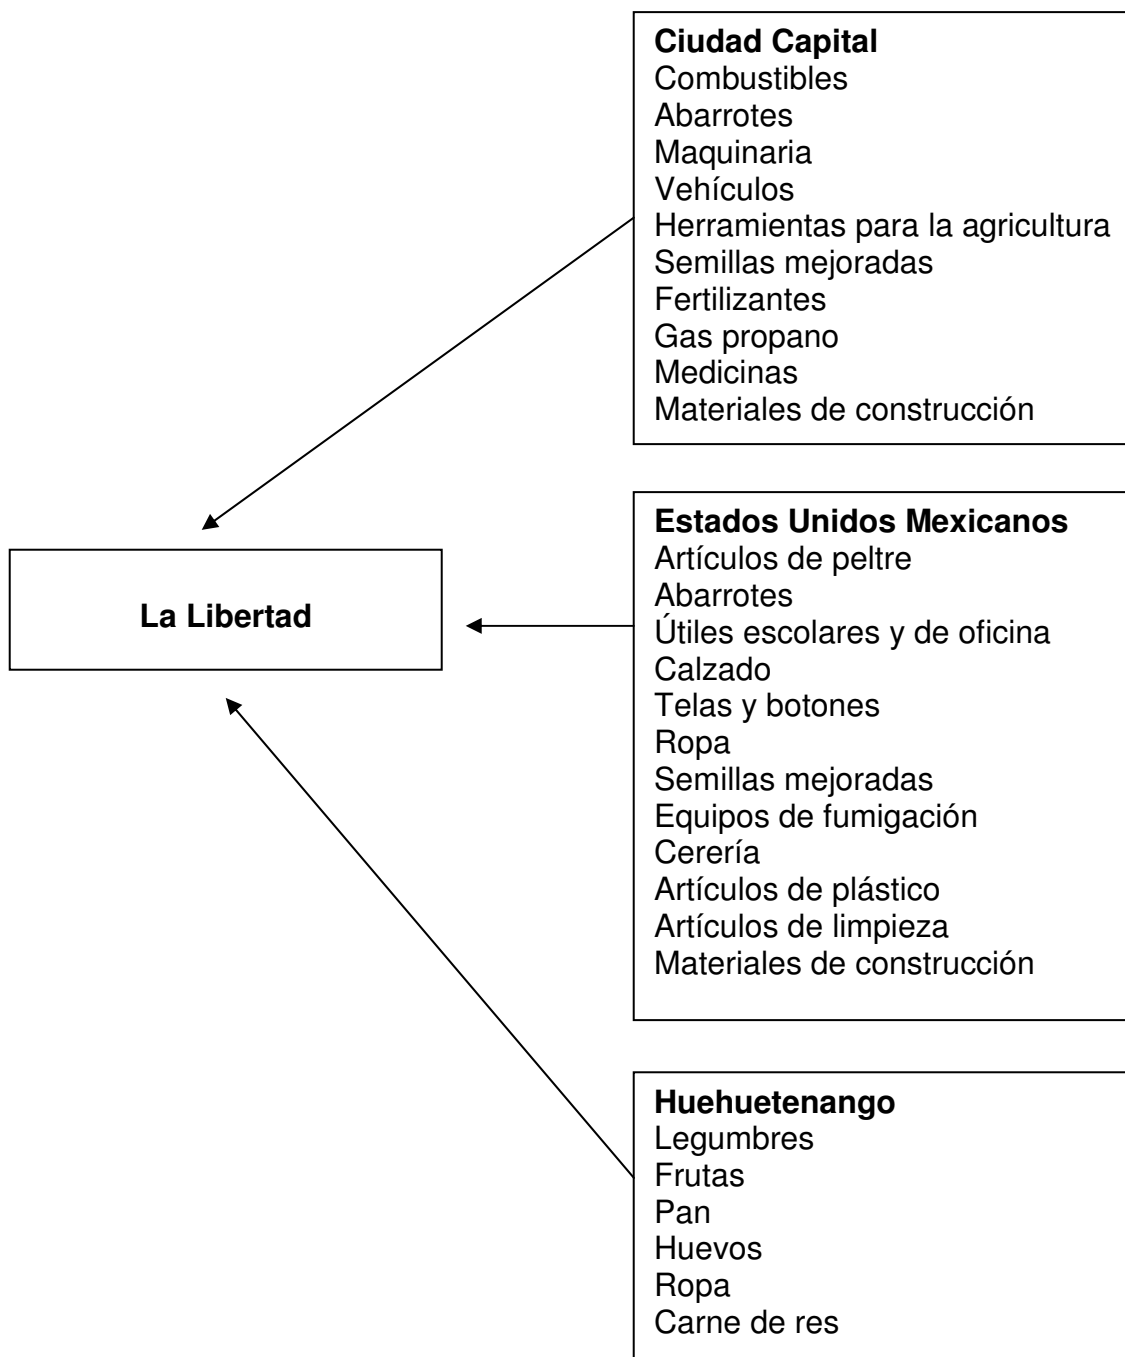 Ciudad Capital
Combustibles
Abarrotes
Maquinaria
Vehículos
Herramientas para la agricultura
Semillas mejoradas
Fertilizantes
Gas propano
Medicinas
Materiales de construcción
La Libertad
Estados Unidos Mexicanos
Artículos de peltre
Abarrotes
Útiles escolares y de oficina
Calzado
Telas y botones
Ropa
Semillas mejoradas
Equipos de fumigación
Cerería
Artículos de plástico
Artículos de limpieza
Materiales de construcción
Huehuetenango
Legumbres
Frutas
Pan
Huevos
Ropa
Carne de res